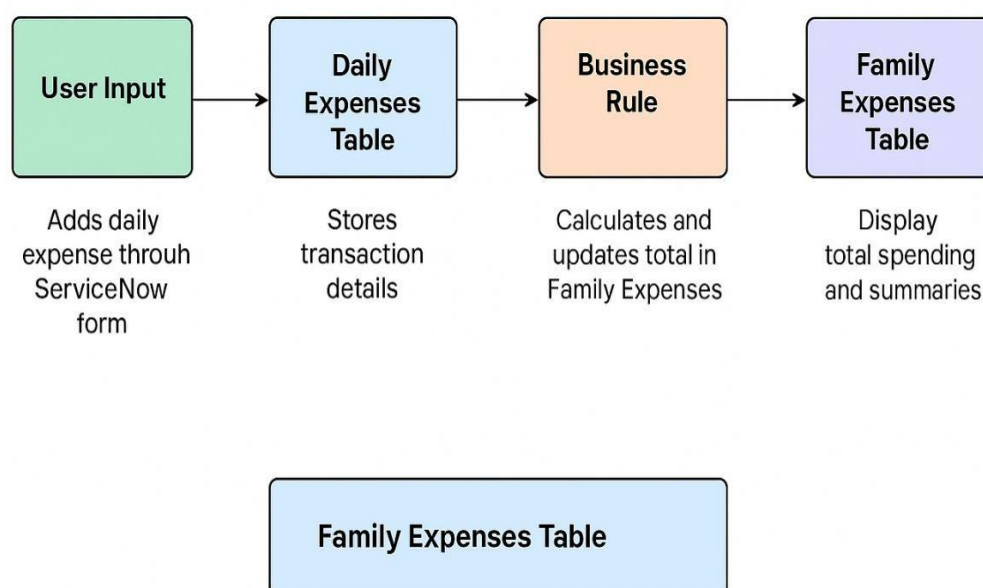 User Input
Daily
Expenses
Table
Business
Rule
Family
Expenses
Table
Adds daily
expense throuh
ServiceNow
form
Stores
transaction
details
Calculates and
updates total in
Family Expenses
Display
total spending
and summaries
Family Expenses Table